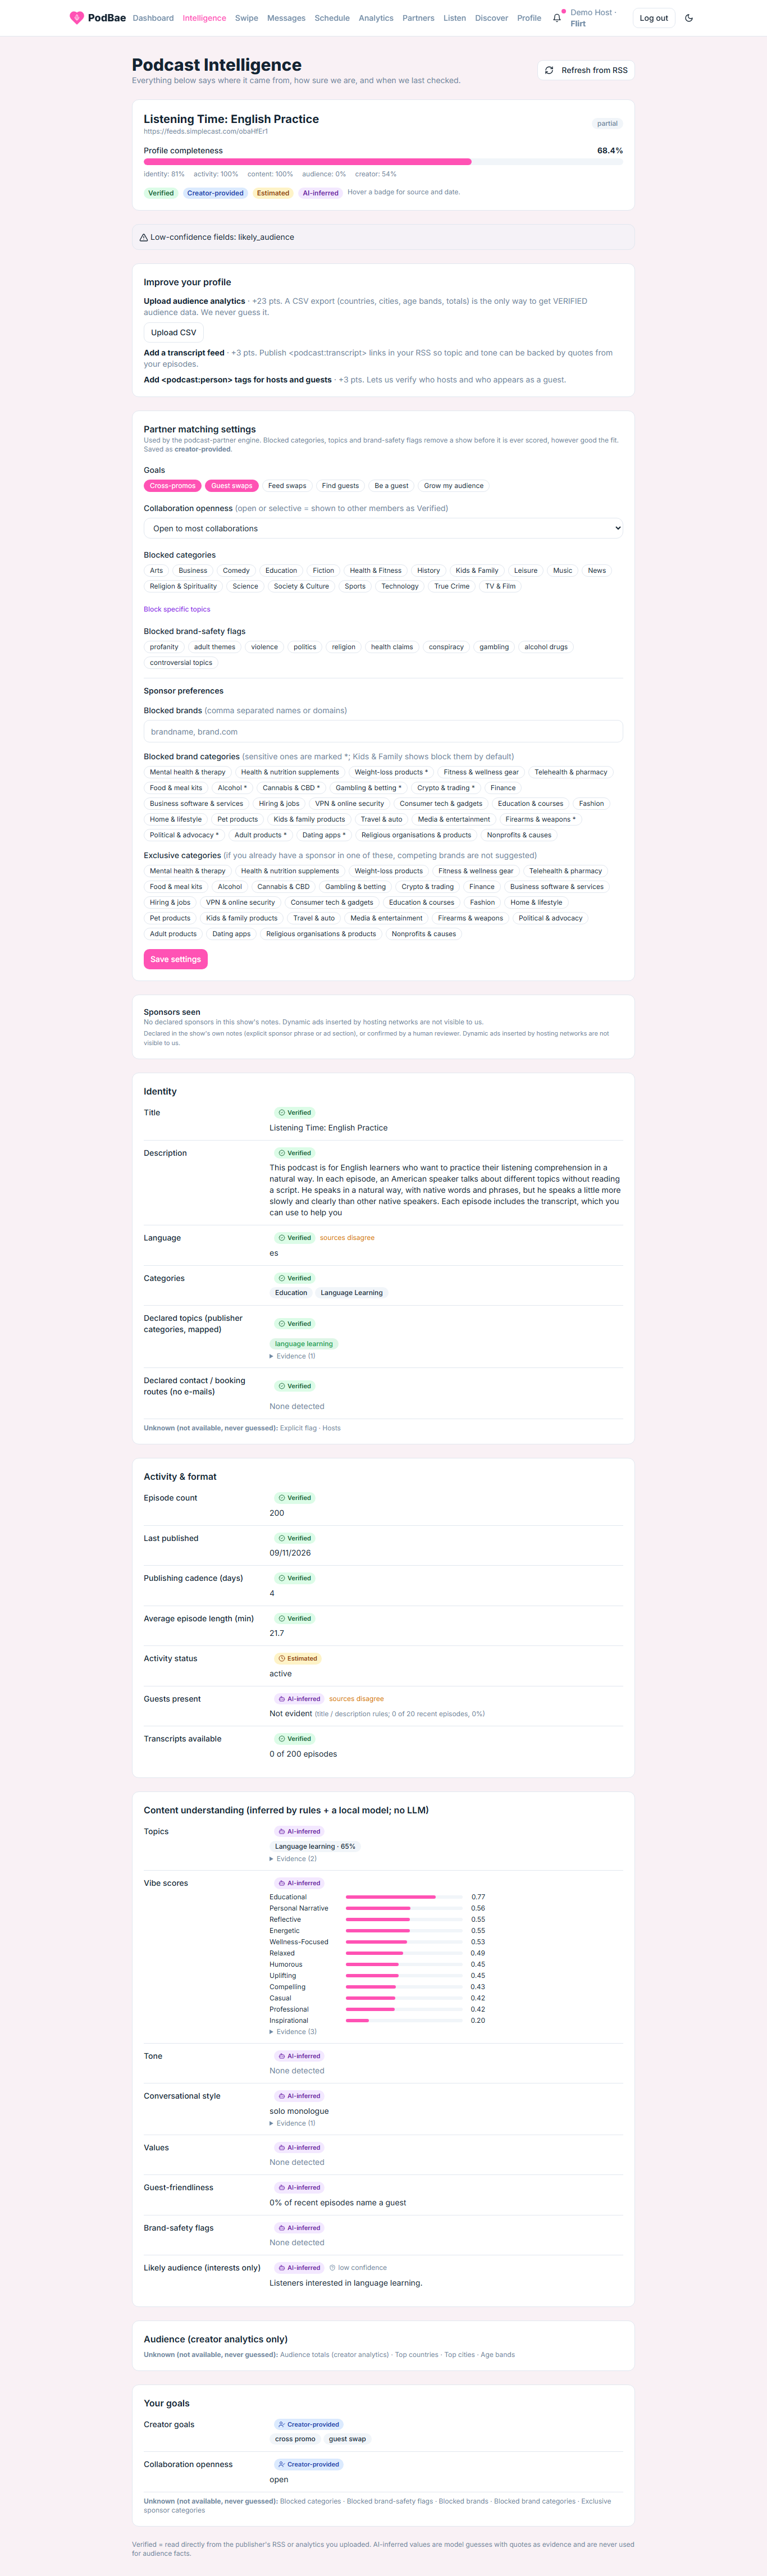 PodBae Dashboard Intelligence Swipe Messages Schedule Analytics Partners Listen Discover Profile Demo Host · Flirt Log out
Podcast Intelligence
Everything below says where it came from, how sure we are, and when we last checked.
Refresh from RSS
Listening Time: English Practice
https://feeds.simplecast.com/obaHfEr1
partial
Profile completeness 68.4%
identity: 81% activity: 100% content: 100% audience: 0% creator: 54%
Verified Creator-provided Estimated AI-inferred Hover a badge for source and date.
Low-confidence fields: likely_audience
Improve your profile
Upload audience analytics · +23 pts. A CSV export (countries, cities, age bands, totals) is the only way to get VERIFIED
audience data. We never guess it.
Upload CSV
Add a transcript feed · +3 pts. Publish <podcast:transcript> links in your RSS so topic and tone can be backed by quotes from
your episodes.
Add <podcast:person> tags for hosts and guests · +3 pts. Lets us verify who hosts and who appears as a guest.
Partner matching settings
Used by the podcast-partner engine. Blocked categories, topics and brand-safety flags remove a show before it is ever scored, however good the fit.
Saved as creator-provided.
Goals
Cross-promos Guest swaps Feed swaps Find guests Be a guest Grow my audience
Collaboration openness (open or selective = shown to other members as Verified)
Open to most collaborations
Blocked categories
Arts Business Comedy Education Fiction Health & Fitness History Kids & Family Leisure Music News
Religion & Spirituality Science Society & Culture Sports Technology True Crime TV & Film
Block specific topics
Blocked brand-safety flags
profanity adult themes violence politics religion health claims conspiracy gambling alcohol drugs
controversial topics
Sponsor preferences
Blocked brands (comma separated names or domains)
brandname, brand.com
Blocked brand categories (sensitive ones are marked *; Kids & Family shows block them by default)
Mental health & therapy Health & nutrition supplements Weight-loss products * Fitness & wellness gear Telehealth & pharmacy
Food & meal kits Alcohol * Cannabis & CBD * Gambling & betting * Crypto & trading * Finance
Business software & services Hiring & jobs VPN & online security Consumer tech & gadgets Education & courses Fashion
Home & lifestyle Pet products Kids & family products Travel & auto Media & entertainment Firearms & weapons *
Political & advocacy * Adult products * Dating apps * Religious organisations & products Nonprofits & causes
Exclusive categories (if you already have a sponsor in one of these, competing brands are not suggested)
Mental health & therapy Health & nutrition supplements Weight-loss products Fitness & wellness gear Telehealth & pharmacy
Food & meal kits Alcohol Cannabis & CBD Gambling & betting Crypto & trading Finance Business software & services
Hiring & jobs VPN & online security Consumer tech & gadgets Education & courses Fashion Home & lifestyle
Pet products Kids & family products Travel & auto Media & entertainment Firearms & weapons Political & advocacy
Adult products Dating apps Religious organisations & products Nonprofits & causes
Save settings
Sponsors seen
No declared sponsors in this show's notes. Dynamic ads inserted by hosting networks are not visible to us.
Declared in the show's own notes (explicit sponsor phrase or ad section), or confirmed by a human reviewer. Dynamic ads inserted by hosting networks are not
visible to us.
Identity
Title Verified
Listening Time: English Practice
Description Verified
This podcast is for English learners who want to practice their listening comprehension in a
natural way. In each episode, an American speaker talks about different topics without reading
a script. He speaks in a natural way, with native words and phrases, but he speaks a little more
slowly and clearly than other native speakers. Each episode includes the transcript, which you
can use to help you
Language Verified sources disagree
es
Categories Verified
Education Language Learning
Declared topics (publisher
categories, mapped)
Verified
language learning
Evidence (1)
Declared contact / booking
routes (no e-mails)
Verified
None detected
Unknown (not available, never guessed): Explicit flag · Hosts
Activity & format
Episode count Verified
200
Last published Verified
09/11/2026
Publishing cadence (days) Verified
4
Average episode length (min) Verified
21.7
Activity status Estimated
active
Guests present AI-inferred sources disagree
Not evident (title / description rules; 0 of 20 recent episodes, 0%)
Transcripts available Verified
0 of 200 episodes
Content understanding (inferred by rules + a local model; no LLM)
Topics AI-inferred
Language learning · 65%
Evidence (2)
Vibe scores AI-inferred
Educational 0.77
Personal Narrative 0.56
Reflective 0.55
Energetic 0.55
Wellness-Focused 0.53
Relaxed 0.49
Humorous 0.45
Uplifting 0.45
Compelling 0.43
Casual 0.42
Professional 0.42
Inspirational 0.20
Evidence (3)
Tone AI-inferred
None detected
Conversational style AI-inferred
solo monologue
Evidence (1)
Values AI-inferred
None detected
Guest-friendliness AI-inferred
0% of recent episodes name a guest
Brand-safety flags AI-inferred
None detected
Likely audience (interests only) AI-inferred low confidence
Listeners interested in language learning.
Audience (creator analytics only)
Unknown (not available, never guessed): Audience totals (creator analytics) · Top countries · Top cities · Age bands
Your goals
Creator goals Creator-provided
cross promo guest swap
Collaboration openness Creator-provided
open
Unknown (not available, never guessed): Blocked categories · Blocked brand-safety flags · Blocked brands · Blocked brand categories · Exclusive
sponsor categories
Verified = read directly from the publisher's RSS or analytics you uploaded. AI-inferred values are model guesses with quotes as evidence and are never used
for audience facts.